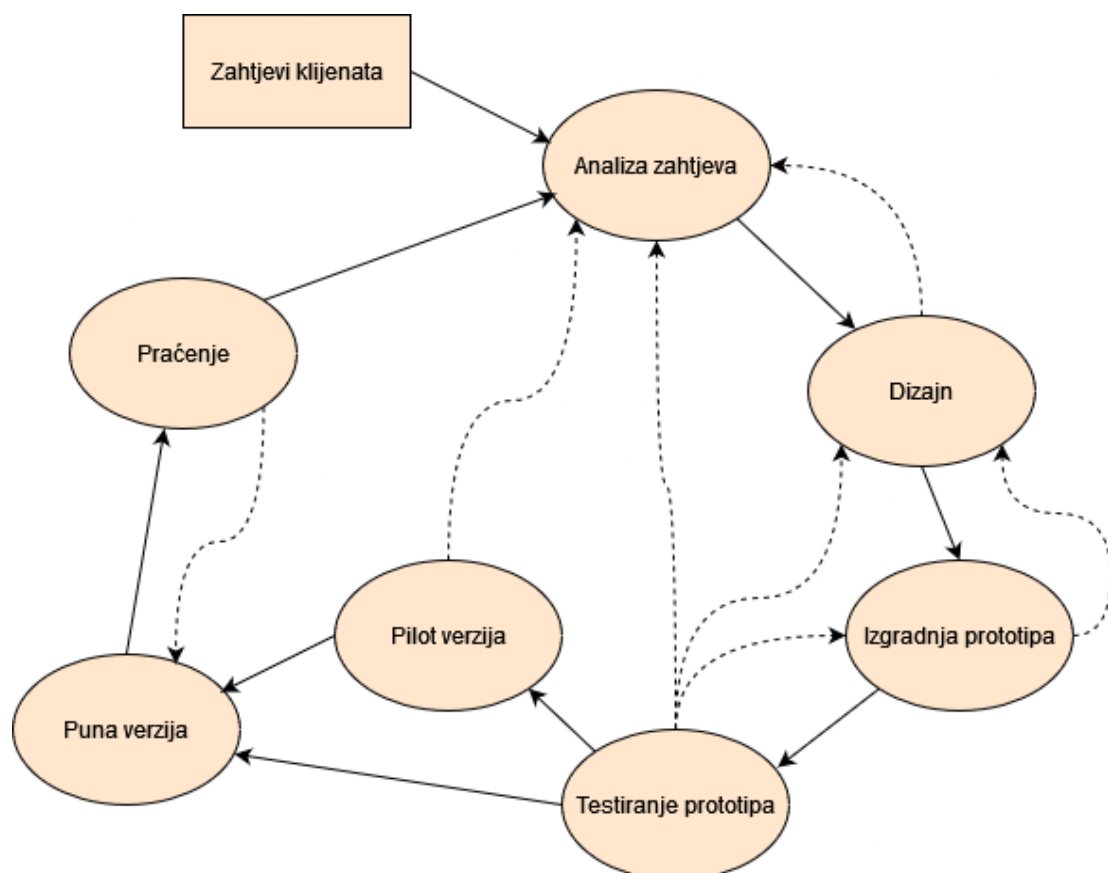 Zahtjevi klijenata
Analiza zahtjeva
Praćenje
Dizajn
Pilot verzija
Izgradnja prototipa
Puna verzija
Testiranje prototipa